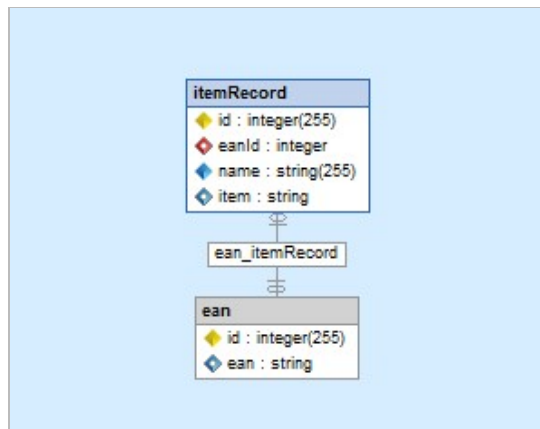 itemRecord
id : integer(255)
eanId : integer
name : string(255)
item : string
ean_itemRecord
ean
id : integer(255)
ean : string